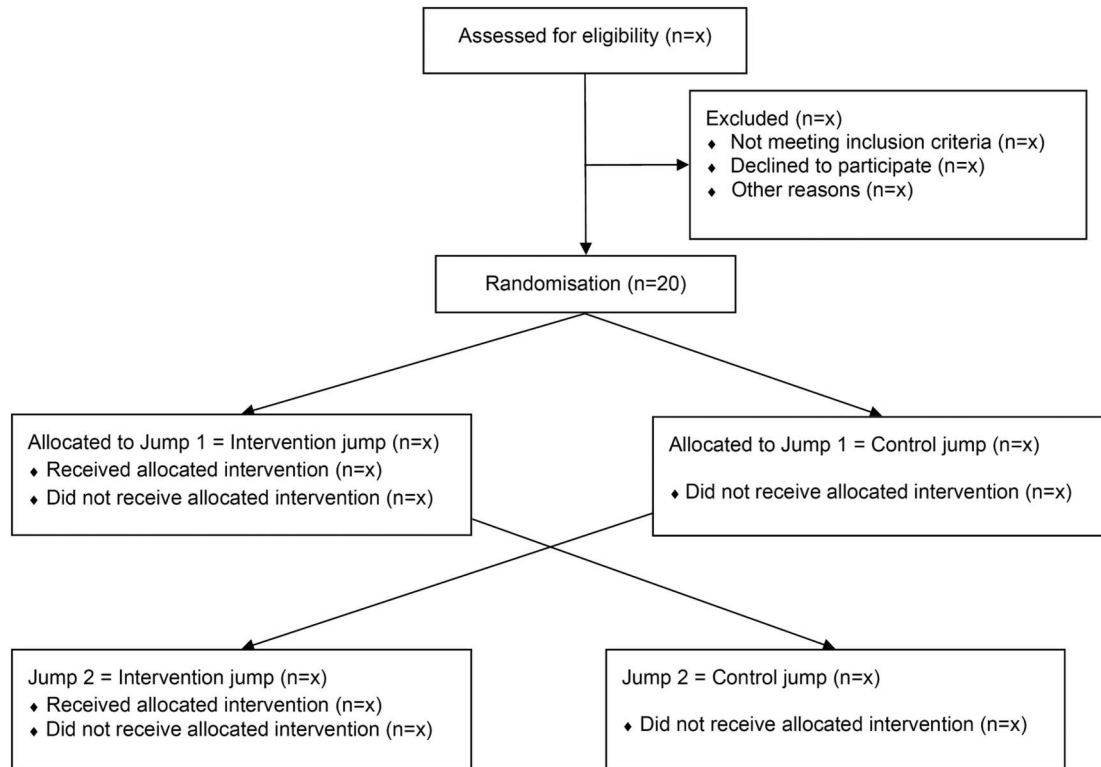 Assessed for eligibility (n=x)
Excluded (n=x)
♦ Not meeting inclusion criteria (n=x)
♦ Declined to participate (n=x)
♦ Other reasons (n=x)
Randomisation (n=20)
Allocated to Jump 1 = Intervention jump (n=x)
♦ Received allocated intervention (n=x)
♦ Did not receive allocated intervention (n=x)
Allocated to Jump 1 = Control jump (n=x)
♦ Did not receive allocated intervention (n=x)
Jump 2 = Intervention jump (n=x)
♦ Received allocated intervention (n=x)
♦ Did not receive allocated intervention (n=x)
Jump 2 = Control jump (n=x)
♦ Did not receive allocated intervention (n=x)